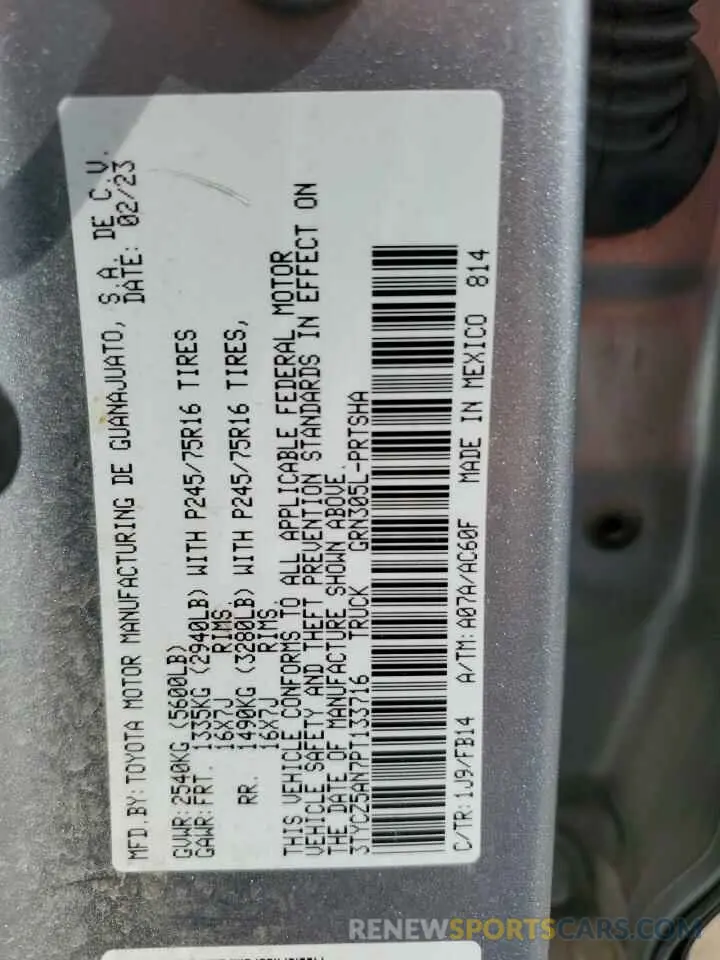 MFD.BY:TOYOTA MOTOR MANUFACTURING DE GUANAJUATO, S.A. DE C.V.
DATE: 02/23
GVWR:2540KG (5600LB)
GAWR:FRT. 1335KG (2940LB) WITH P245/75R16 TIRES
16X7J RIMS.
RR. 1490KG (3280LB) WITH P245/75R16 TIRES,
16X7J RIMS.
THIS VEHICLE CONFORMS TO ALL APPLICABLE FEDERAL MOTOR
VEHICLE SAFETY AND THEFT PREVENTION STANDARDS IN EFFECT ON
THE DATE OF MANUFACTURE SHOWN ABOVE.
3TYCZ5AN7PT133716 TRUCK GRN305L-PRTSHA
C/TR:1J9/FB14 A/TM:A07A/AC60F MADE IN MEXICO 814
RENEWSPORTSCARS.COM